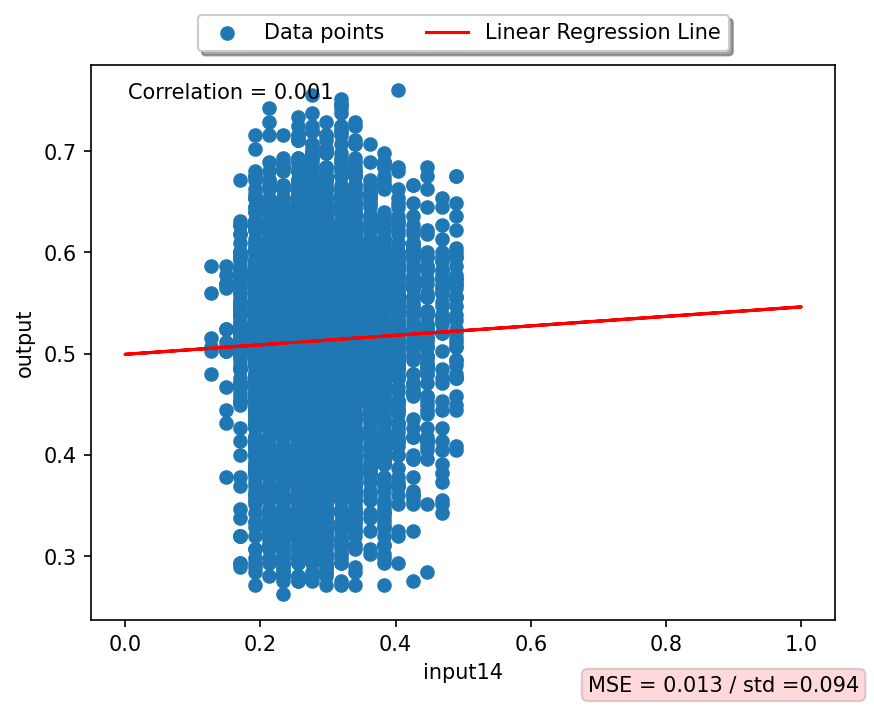 Data points
Linear Regression Line
Correlation = 0.001
0.7
0.6
0.5
0.4
0.3
output
0.0 0.2 0.4 0.6 0.8 1.0
input14
MSE = 0.013 / std =0.094